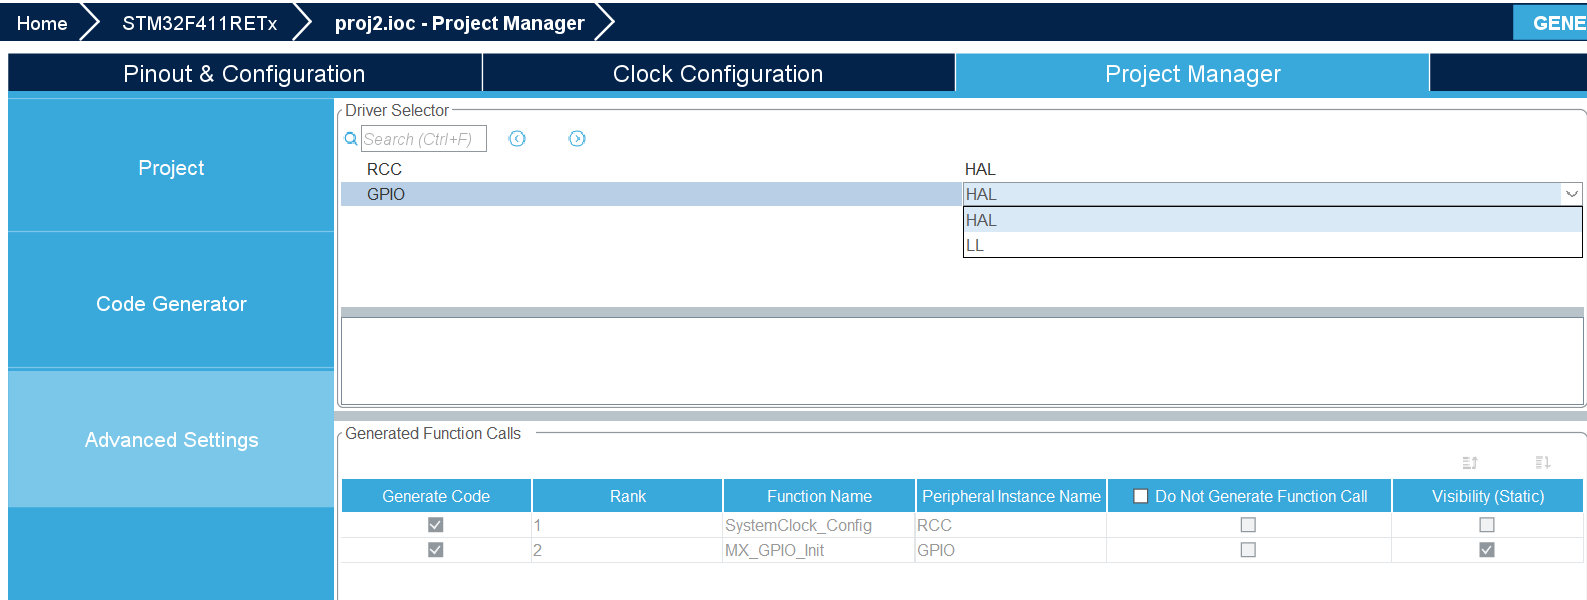 Home STM32F411RETx proj2.ioc - Project Manager GENE
Pinout & Configuration Clock Configuration Project Manager
Project
Code Generator
Advanced Settings
Driver Selector
Search (Ctrl+F)
RCC HAL
GPIO HAL
HAL
LL
Generated Function Calls
Generate Code Rank Function Name Peripheral Instance Name Do Not Generate Function Call Visibility (Static)
1 SystemClock_Config RCC
2 MX_GPIO_Init GPIO